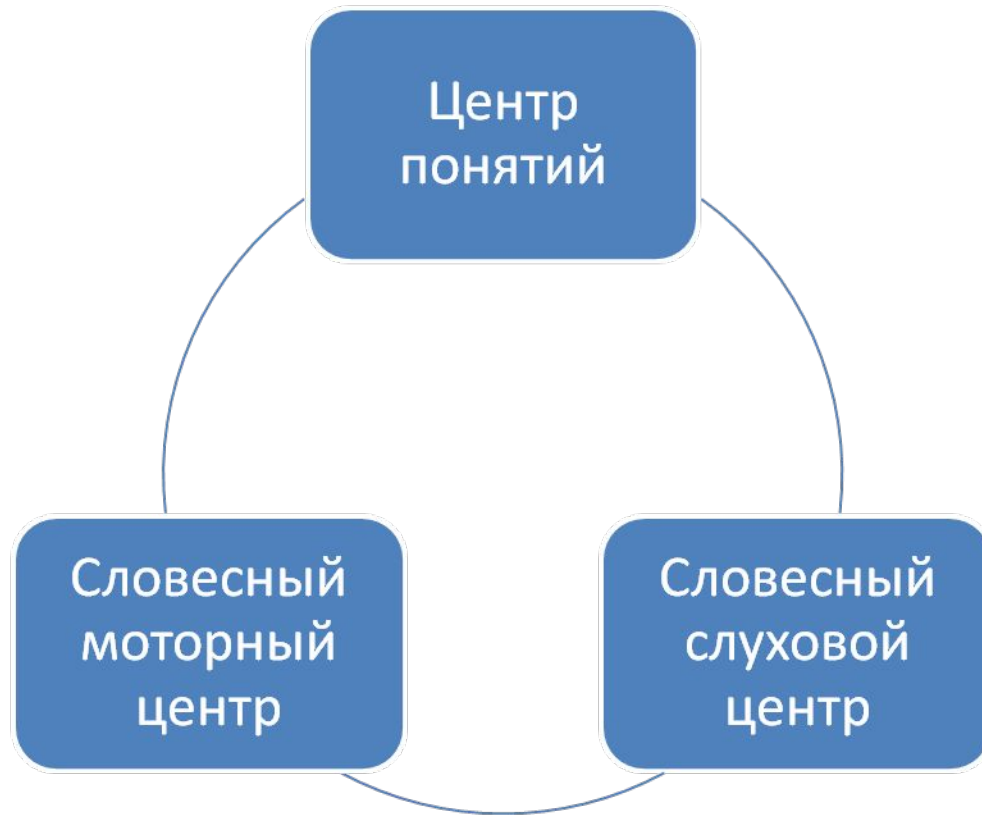 Центр
понятий
Словесный
моторный
центр
Словесный
слуховой
центр